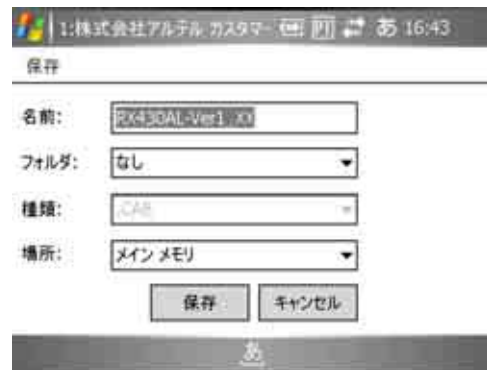 1:株式会社アルテル カスタマー あ 16:43
保存
名前: RX430AL-Ver1.XX
フォルダ: なし
種類: .CAB
場所: メイン メモリ
保存 キャンセル
あ